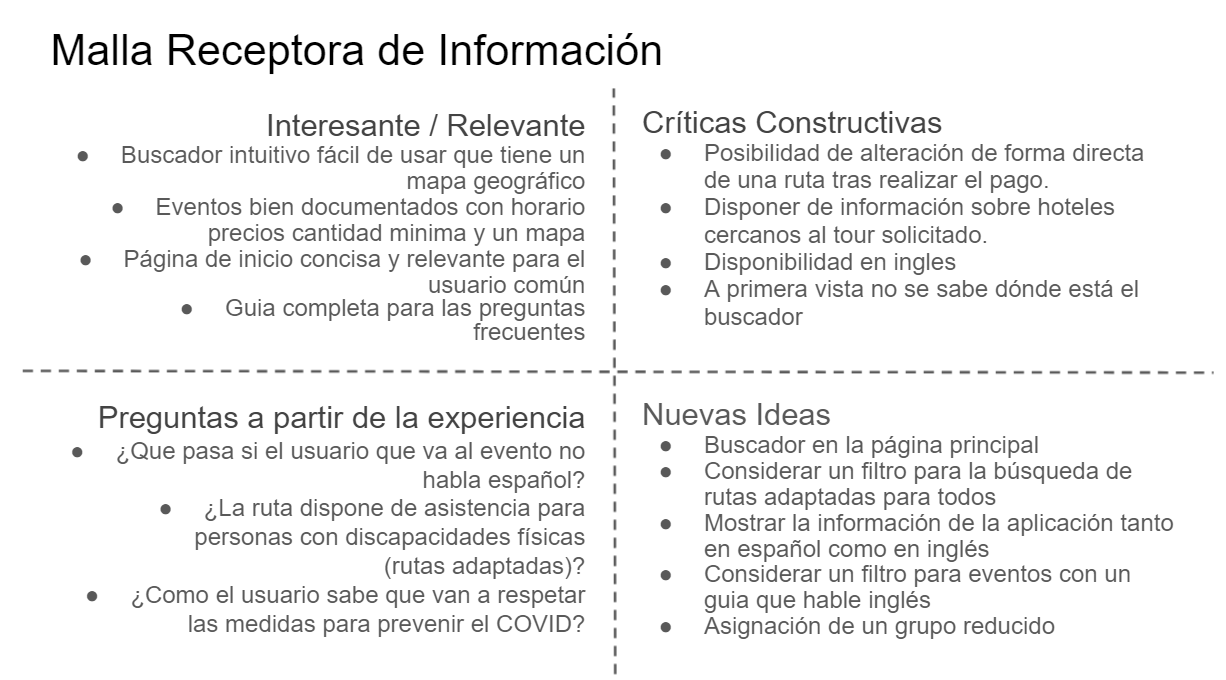 Malla Receptora de Información
Interesante / Relevante
● Buscador intuitivo fácil de usar que tiene un
mapa geográfico
● Eventos bien documentados con horario
precios cantidad minima y un mapa
● Página de inicio concisa y relevante para el
usuario común
● Guia completa para las preguntas
frecuentes
Críticas Constructivas
● Posibilidad de alteración de forma directa
de una ruta tras realizar el pago.
● Disponer de información sobre hoteles
cercanos al tour solicitado.
● Disponibilidad en ingles
● A primera vista no se sabe dónde está el
buscador
Preguntas a partir de la experiencia
● ¿Que pasa si el usuario que va al evento no
habla español?
● ¿La ruta dispone de asistencia para
personas con discapacidades físicas
(rutas adaptadas)?
● ¿Como el usuario sabe que van a respetar
las medidas para prevenir el COVID?
Nuevas Ideas
● Buscador en la página principal
● Considerar un filtro para la búsqueda de
rutas adaptadas para todos
● Mostrar la información de la aplicación tanto
en español como en inglés
● Considerar un filtro para eventos con un
guia que hable inglés
● Asignación de un grupo reducido